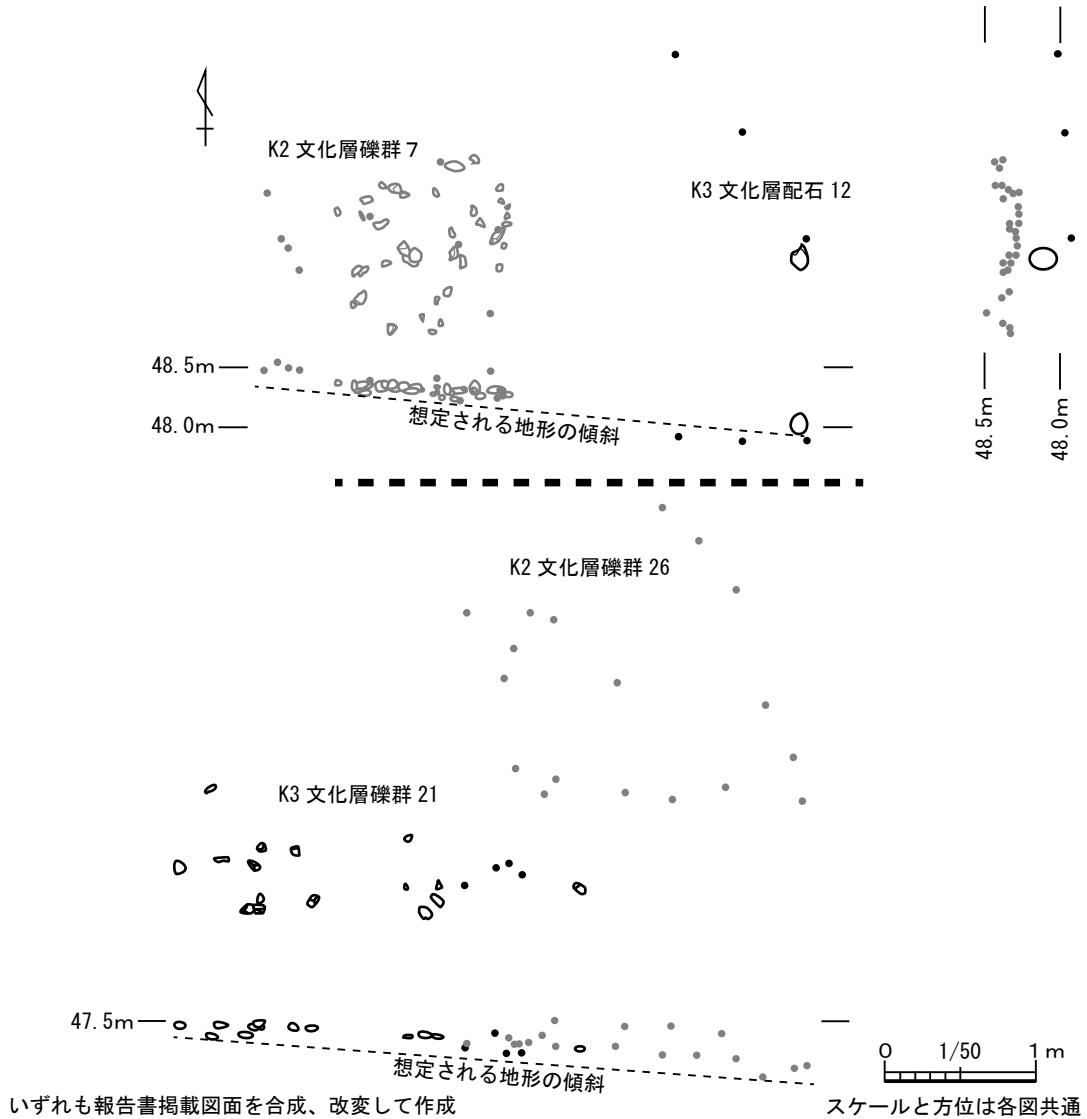 K2 文化層礫群７
K3 文化層配石 12
48.5m
48.0m
想定される地形の傾斜
48.5m
48.0m
K2 文化層礫群 26
K3 文化層礫群 21
47.5m
想定される地形の傾斜
0 1/50 1 m
いずれも報告書掲載図面を合成、改変して作成
スケールと方位は各図共通